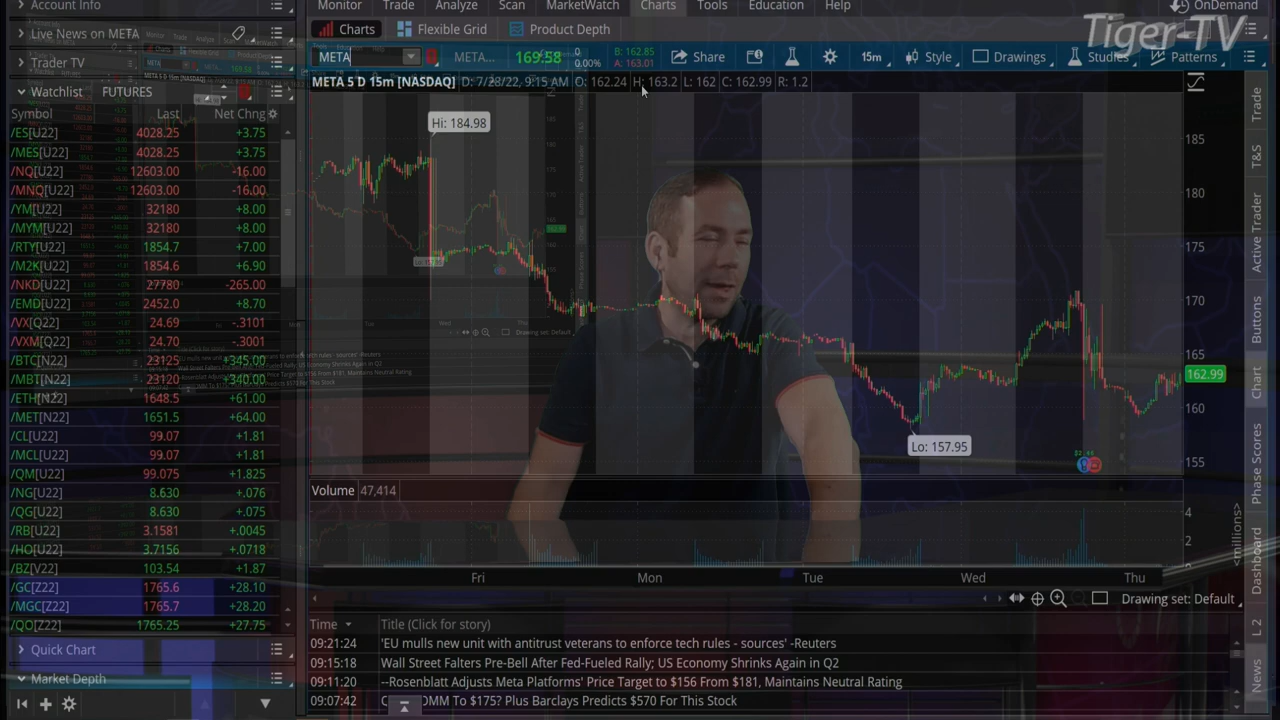 Account Info
Monitor Trade Analyze Scan MarketWatch Charts Tools Education Help OnDemand
Tiger-TV
Live News on META
Charts Flexible Grid Product Depth
Trader TV
META META... 169.58 0 0.00% B: 162.85 A: 163.01 Share 15m Style Drawings Studies Patterns
META 5 D 15m [NASDAQ] D: 7/28/22, 9:15 AM O: 162.24 H: 163.2 L: 162 C: 162.99 R: 1.2
Watchlist FUTURES
Symbol Last Net Chng
/ES[U22] 4028.25 +3.75
/MES[U22] 4028.25 +3.75
/NQ[U22] 12603.00 -16.00
/MNQ[U22] 12603.00 -16.00
/YM[U22] 32180 +8.00
/MYM[U22] 32180 +8.00
/RTY[U22] 1854.7 +7.00
/M2K[U22] 1854.6 +6.90
/NKD[U22] 27780 -265.00
/EMD[U22] 2452.0 +8.70
/VX[Q22] 24.69 -.3101
/VXM[Q22] 24.70 -.3001
/BTC[N22] 23125 +345.00
/MBT[N22] 23120 +340.00
/ETH[N22] 1648.5 +61.00
/MET[N22] 1651.5 +64.00
/CL[U22] 99.07 +1.81
/MCL[U22] 99.07 +1.81
/QM[U22] 99.075 +1.825
/NG[U22] 8.630 +.076
/QG[U22] 8.630 +.075
/RB[U22] 3.1581 +.0045
/HO[U22] 3.7156 +.0718
/BZ[V22] 103.54 +1.87
/GC[Z22] 1765.6 +28.10
/MGC[Z22] 1765.7 +28.20
/QO[Z22] 1765.25 +27.75
Quick Chart
Market Depth
Hi: 184.98
Lo: 157.95
185
180
175
170
165
162.99
160
155
Volume 47,414
4
2
<millions>
Fri Mon Tue Wed Thu
Drawing set: Default
Time Title (Click for story)
09:21:24 'EU mulls new unit with antitrust veterans to enforce tech rules - sources' -Reuters
09:15:18 Wall Street Falters Pre-Bell After Fed-Fueled Rally; US Economy Shrinks Again in Q2
09:11:20 --Rosenblatt Adjusts Meta Platforms' Price Target to $156 From $181, Maintains Neutral Rating
09:07:42 OMM To $175? Plus Barclays Predicts $570 For This Stock
Trade
T&S
Active Trader
Buttons
Chart
Phase Scores
Dashboard
L 2
News